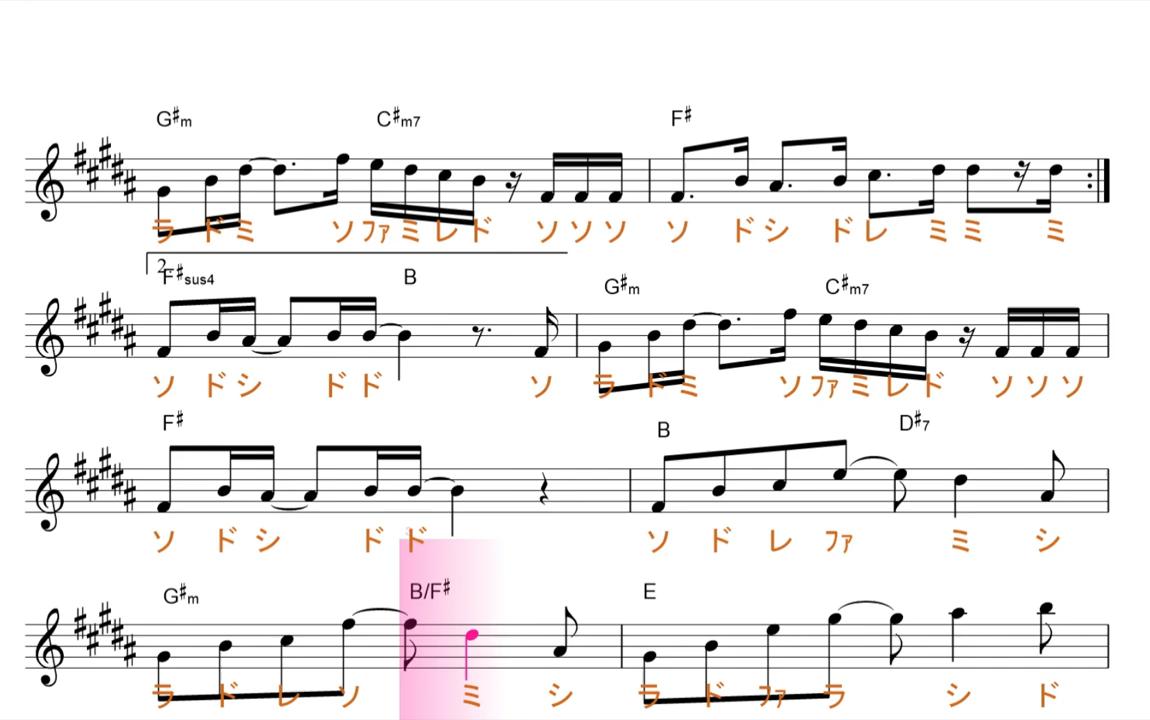 G♯m C♯m7 F♯
ラ ド ミ ソ ファ ミ レ ド ソ ソ ソ ソ ド シ ド レ ミ ミ ミ
2.
F♯sus4 B G♯m C♯m7
ソ ド シ ド ド ソ ラ ド ミ ソ ファ ミ レ ド ソ ソ ソ
F♯ B D♯7
ソ ド シ ド ド ソ ド レ ファ ミ シ
G♯m B/F♯ E
ラ ド レ ソ ミ シ ラ ド ファ ラ シ ド